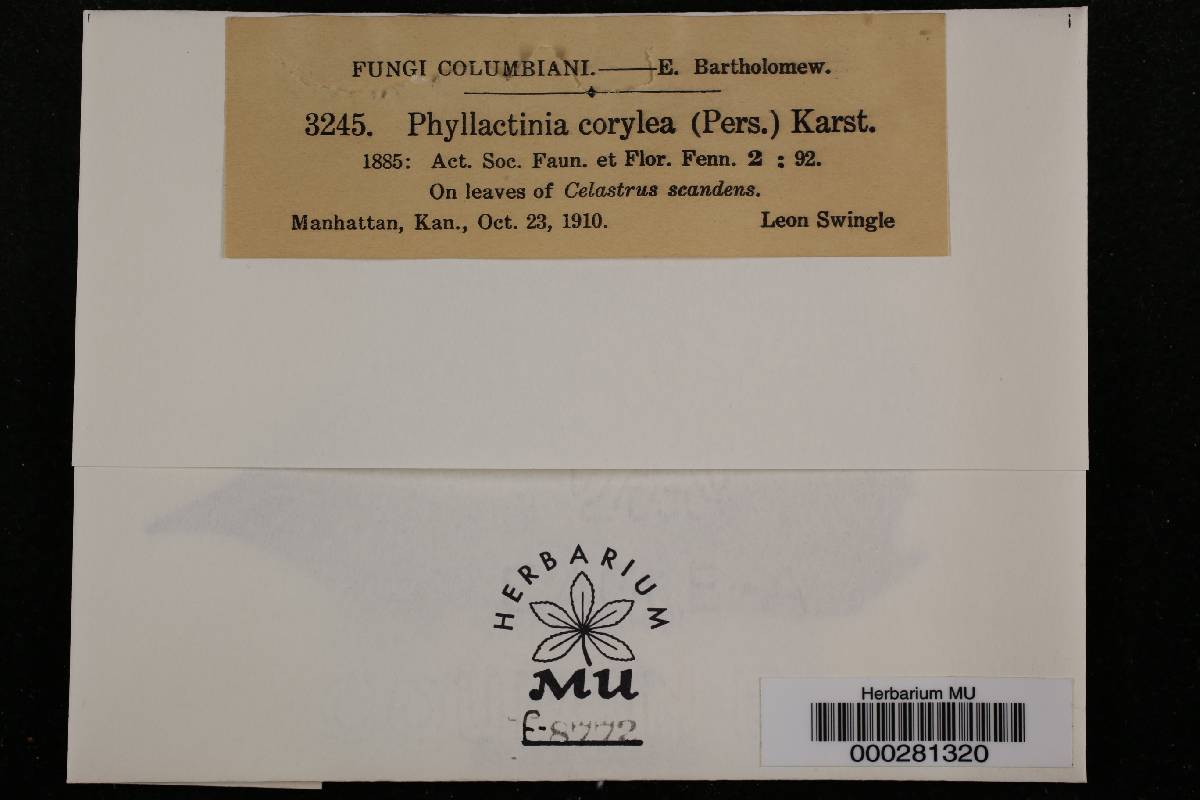 FUNGI COLUMBIANI.——E. Bartholomew.
3245. Phyllactinia corylea (Pers.) Karst.
1885: Act. Soc. Faun. et Flor. Fenn. 2 : 92.
On leaves of Celastrus scandens.
Manhattan, Kan., Oct. 23, 1910. Leon Swingle
HERBARIUM
MU
F-8772
Herbarium MU
000281320